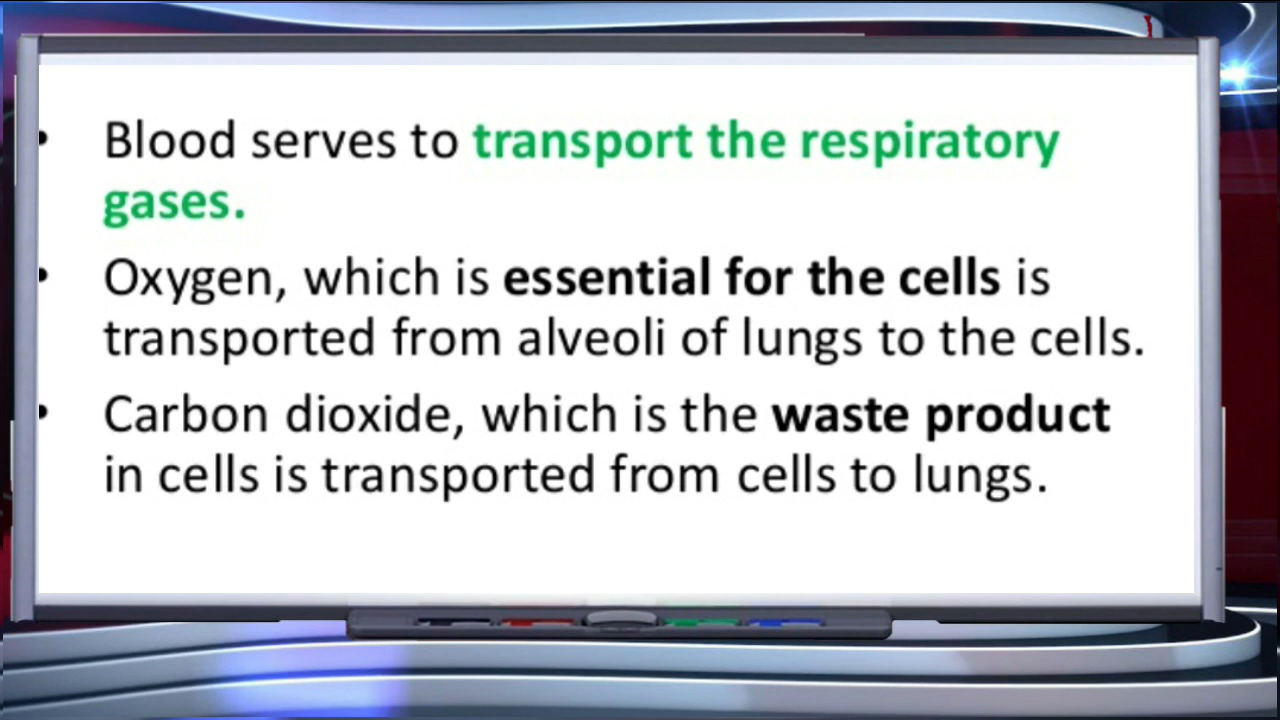 • Blood serves to transport the respiratory
gases.
• Oxygen, which is essential for the cells is
transported from alveoli of lungs to the cells.
• Carbon dioxide, which is the waste product
in cells is transported from cells to lungs.